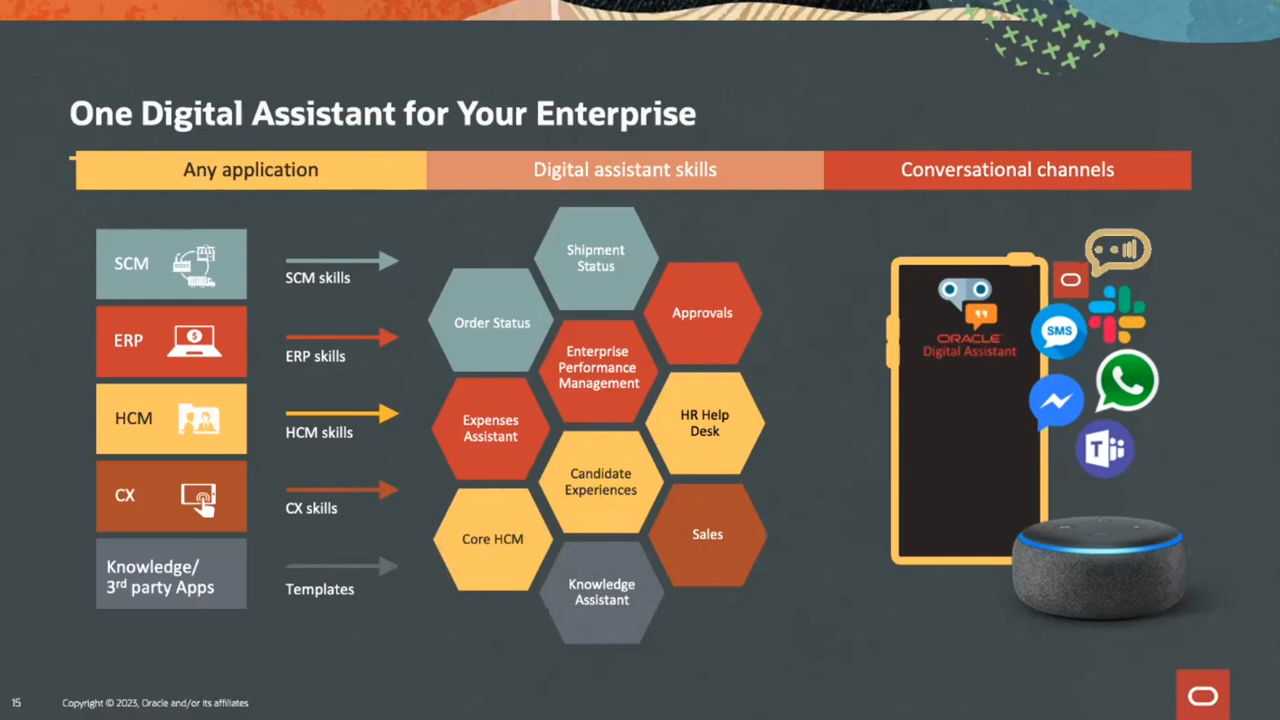 One Digital Assistant for Your Enterprise
Any application
Digital assistant skills
Conversational channels
SCM
SCM skills
ERP
ERP skills
HCM
HCM skills
CX
CX skills
Knowledge/
3rd party Apps
Templates
Shipment
Status
Order Status
Approvals
Enterprise
Performance
Management
Expenses
Assistant
HR Help
Desk
Candidate
Experiences
Core HCM
Sales
Knowledge
Assistant
ORACLE
Digital Assistant
SMS
15
Copyright © 2023, Oracle and/or its affiliates